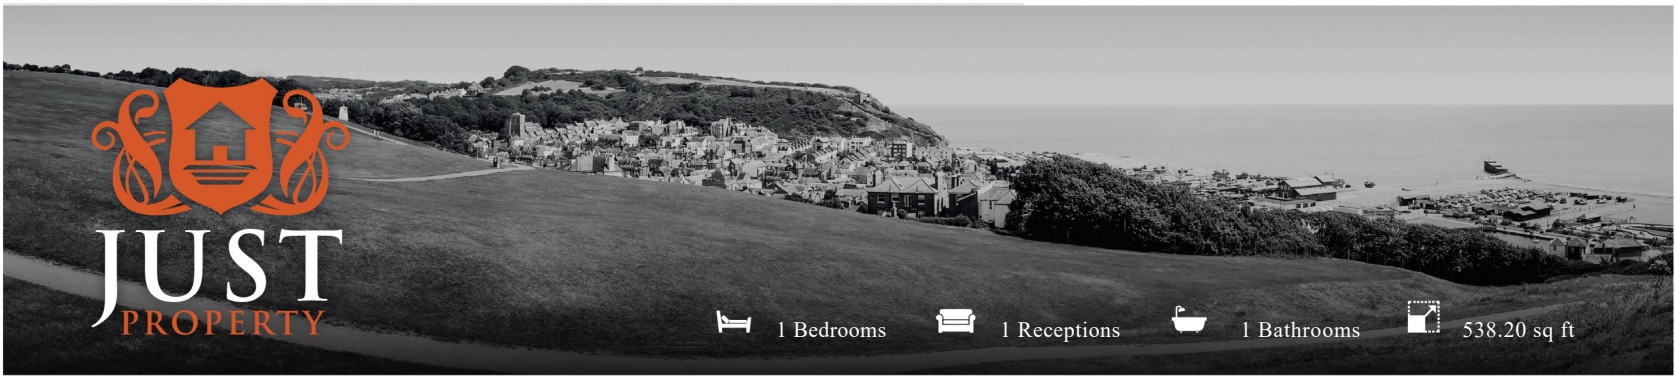 JUST
PROPERTY
1 Bedrooms
1 Receptions
1 Bathrooms
538.20 sq ft